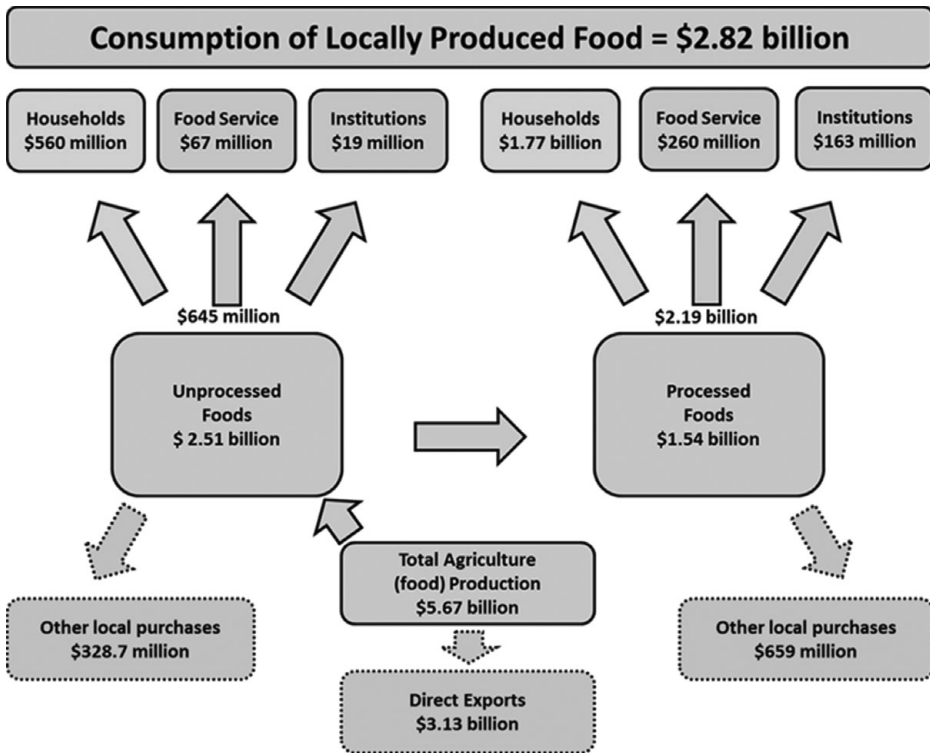 Consumption of Locally Produced Food = $2.82 billion
Households
$560 million
Food Service
$67 million
Institutions
$19 million
Households
$1.77 billion
Food Service
$260 million
Institutions
$163 million
$645 million
$2.19 billion
Unprocessed
Foods
$ 2.51 billion
Processed
Foods
$1.54 billion
Total Agriculture
(food) Production
$5.67 billion
Other local purchases
$328.7 million
Other local purchases
$659 million
Direct Exports
$3.13 billion